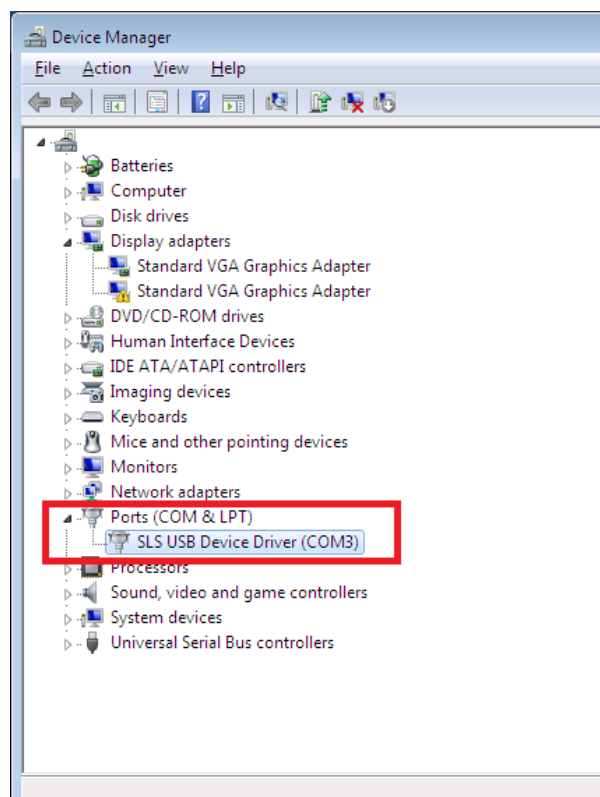 Device Manager
File Action View Help
Batteries
Computer
Disk drives
Display adapters
Standard VGA Graphics Adapter
Standard VGA Graphics Adapter
DVD/CD-ROM drives
Human Interface Devices
IDE ATA/ATAPI controllers
Imaging devices
Keyboards
Mice and other pointing devices
Monitors
Network adapters
Ports (COM & LPT)
SLS USB Device Driver (COM3)
Processors
Sound, video and game controllers
System devices
Universal Serial Bus controllers